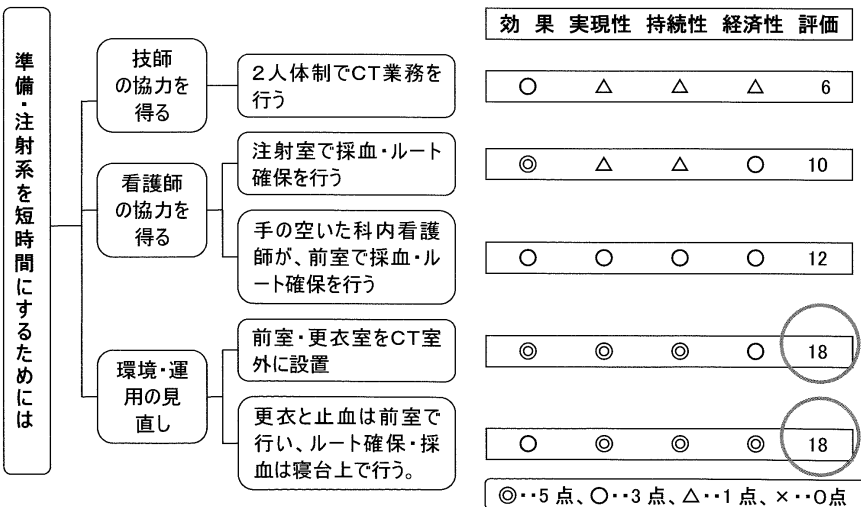 準備・注射系を短時間にするためには
技師
の協力を
得る
2人体制でCT業務を
行う
看護師
の協力を
得る
注射室で採血・ルート
確保を行う
手の空いた科内看護
師が、前室で採血・ル
ート確保を行う
環境・運
用の見
直し
前室・更衣室をCT室
外に設置
更衣と止血は前室で
行い、ルート確保・採
血は寝台上で行う。
効 果 実現性 持続性 経済性 評価
○ △ △ △ 6
◎ △ △ ○ 10
○ ○ ○ ○ 12
◎ ◎ ◎ ○ 18
○ ◎ ◎ ◎ 18
◎・・5点、○・・3点、△・・1点、×・・0点